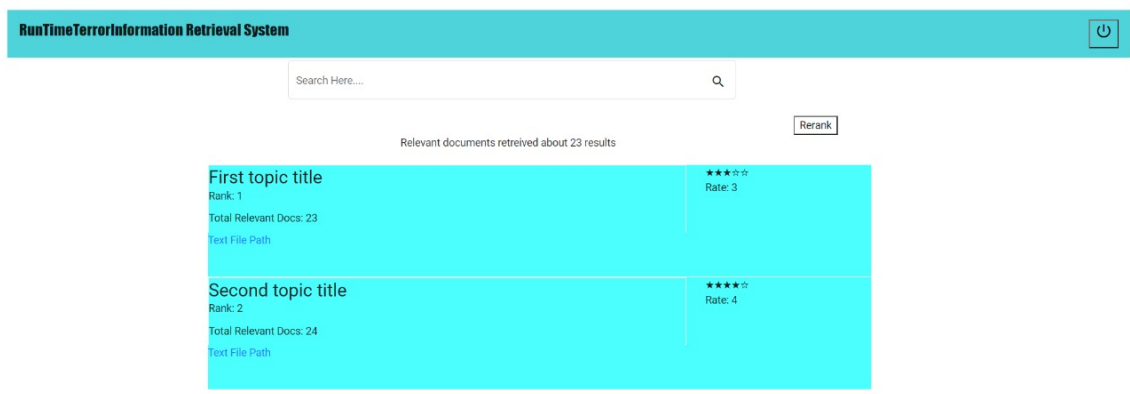 RunTimeTerrorInformation Retrieval System
Search Here....
Rerank
Relevant documents retreived about 23 results
First topic title
★★★☆☆
Rank: 1
Rate: 3
Total Relevant Docs: 23
Text File Path
Second topic title
★★★★☆
Rank: 2
Rate: 4
Total Relevant Docs: 24
Text File Path